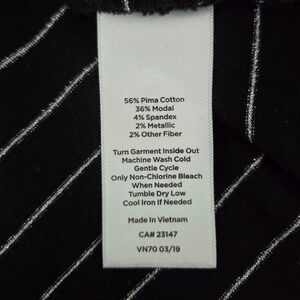 56% Pima Cotton
36% Modal
4% Spandex
2% Metallic
2% Other Fiber
Turn Garment Inside Out
Machine Wash Cold
Gentle Cycle
Only Non-Chlorine Bleach
When Needed
Tumble Dry Low
Cool Iron If Needed
Made In Vietnam
CA# 23147
VN70 03/19